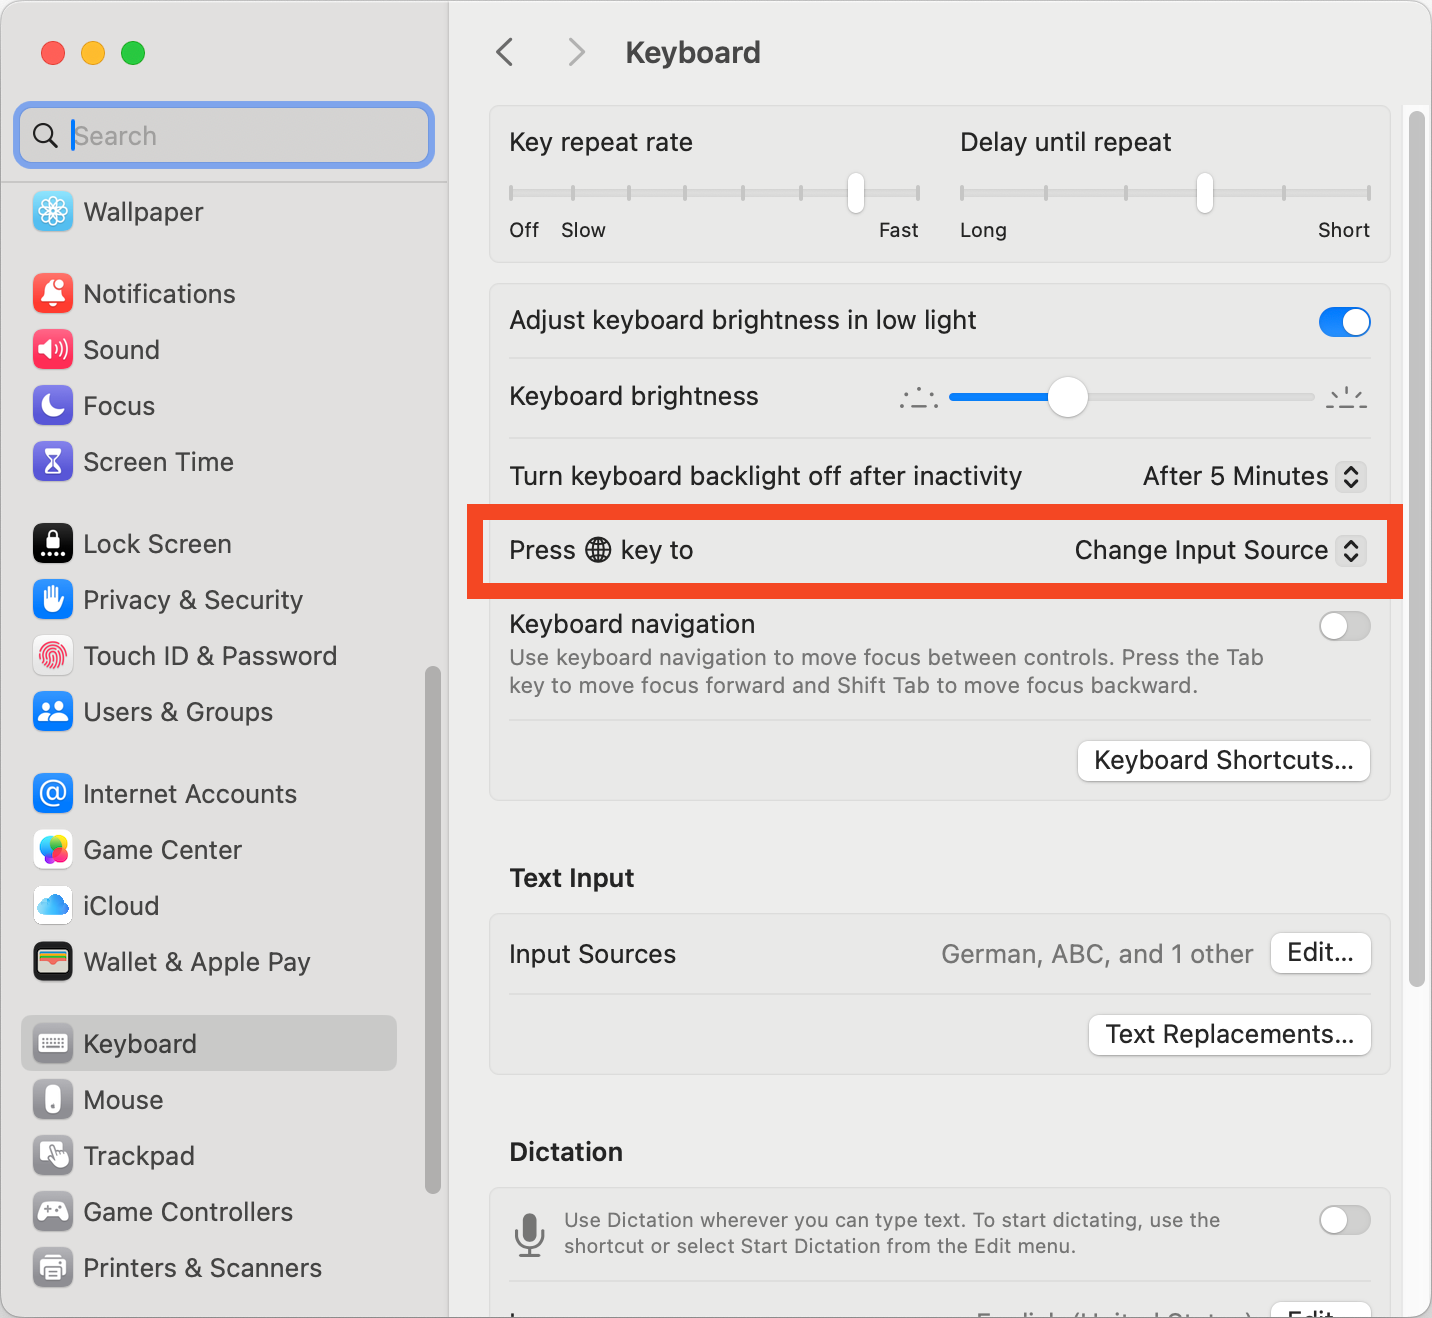 Search
Wallpaper
Notifications
Sound
Focus
Screen Time
Lock Screen
Privacy & Security
Touch ID & Password
Users & Groups
Internet Accounts
Game Center
iCloud
Wallet & Apple Pay
Keyboard
Mouse
Trackpad
Game Controllers
Printers & Scanners
Keyboard
Key repeat rate
Off Slow Fast
Delay until repeat
Long Short
Adjust keyboard brightness in low light
Keyboard brightness
Turn keyboard backlight off after inactivity After 5 Minutes
Press key to Change Input Source
Keyboard navigation
Use keyboard navigation to move focus between controls. Press the Tab
key to move focus forward and Shift Tab to move focus backward.
Keyboard Shortcuts...
Text Input
Input Sources German, ABC, and 1 other Edit...
Text Replacements...
Dictation
Use Dictation wherever you can type text. To start dictating, use the
shortcut or select Start Dictation from the Edit menu.